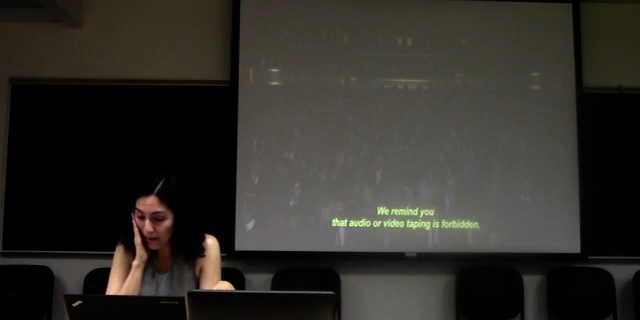 We remind you
that audio or video taping is forbidden.